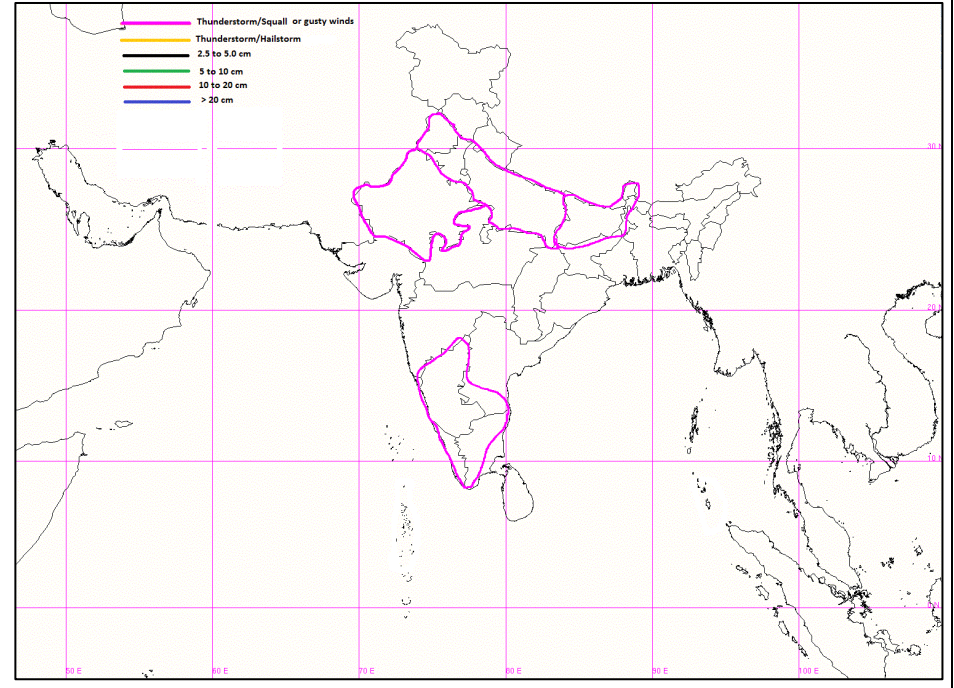 Thunderstorm/Squall or gusty winds
Thunderstorm/Hailstorm
2.5 to 5.0 cm
5 to 10 cm
10 to 20 cm
> 20 cm
30 N
20 N
10 N
0 N
50 E
60 E
70 E
80 E
90 E
100 E